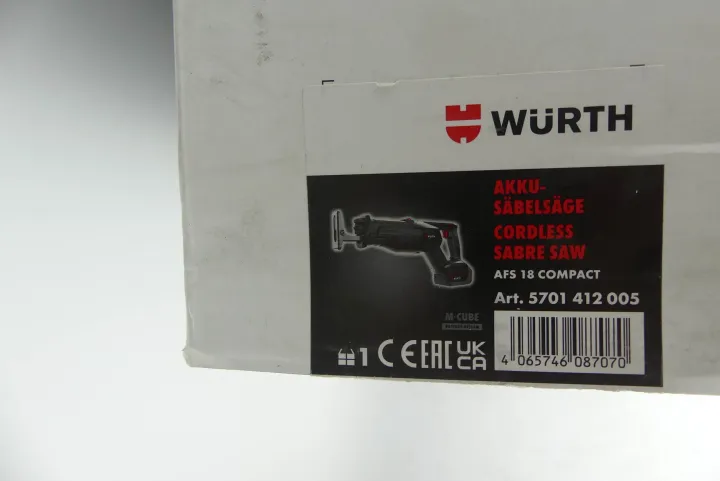 WÜRTH
AKKU-
SÄBELSÄGE
CORDLESS
SABRE SAW
AFS 18 COMPACT
Art. 5701 412 005
M-CUBE
1 CE EAC UK
CA
4 065746 087070